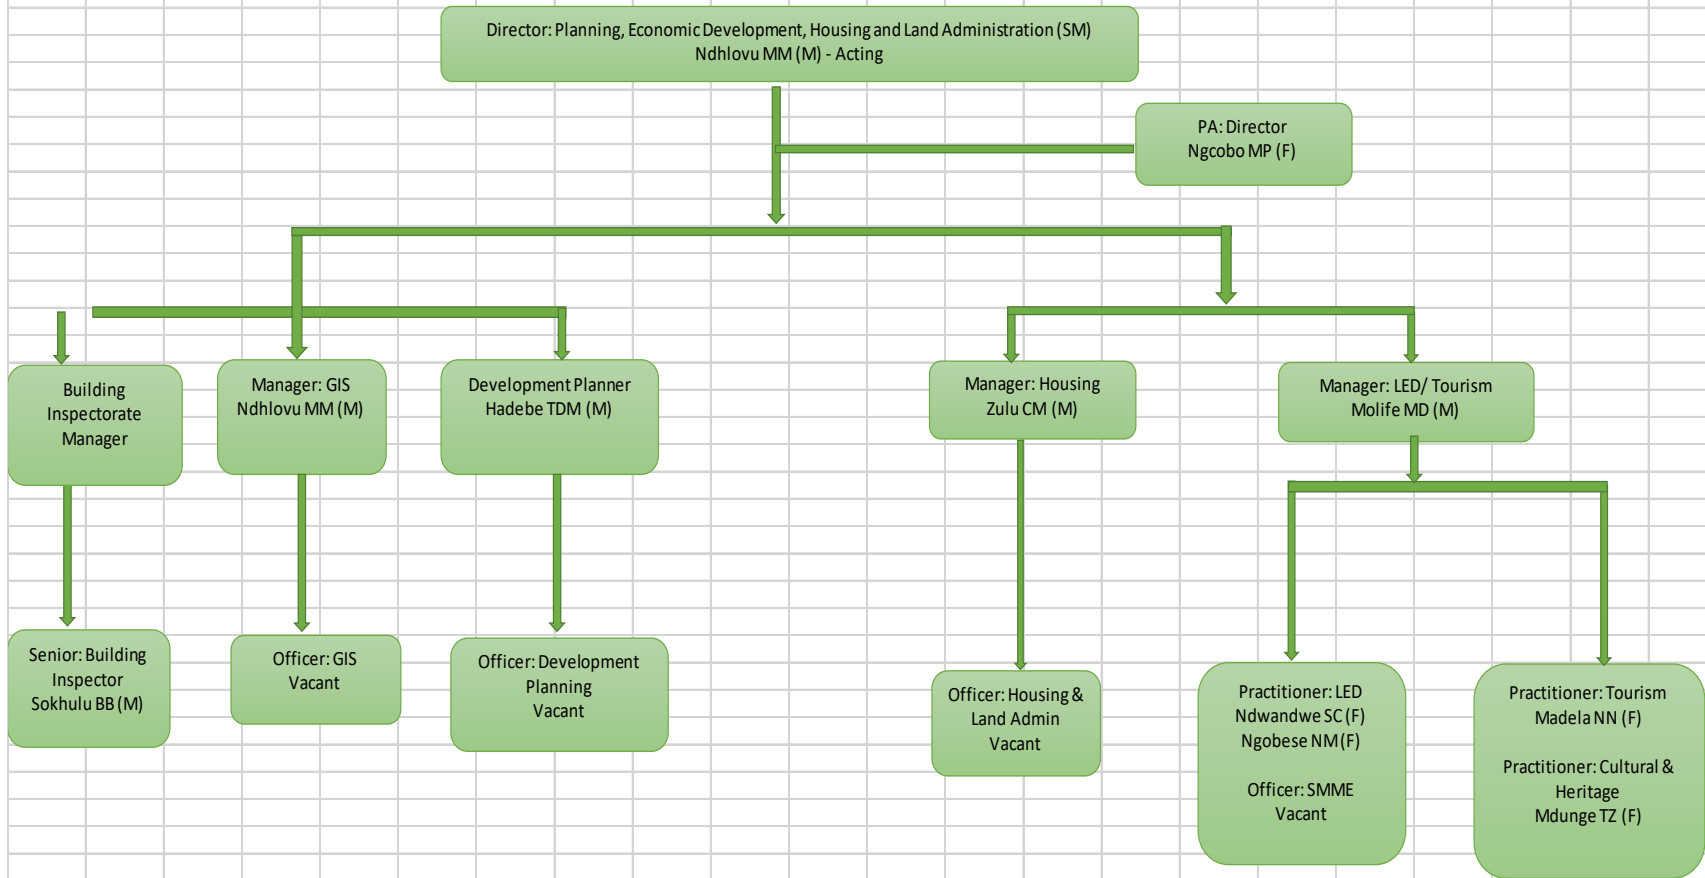 Director: Planning, Economic Development, Housing and Land Administration (SM)
Ndhlovu MM (M) - Acting
PA: Director
Ngcobo MP (F)
Building
Inspectorate
Manager
Manager: GIS
Ndhlovu MM (M)
Development Planner
Hadebe TDM (M)
Manager: Housing
Zulu CM (M)
Manager: LED/ Tourism
Molife MD (M)
Senior: Building
Inspector
Sokhulu BB (M)
Officer: GIS
Vacant
Officer: Development
Planning
Vacant
Officer: Housing &
Land Admin
Vacant
Practitioner: LED
Ndwandwe SC (F)
Ngobese NM (F)
Officer: SMME
Vacant
Practitioner: Tourism
Madela NN (F)
Practitioner: Cultural &
Heritage
Mdunge TZ (F)